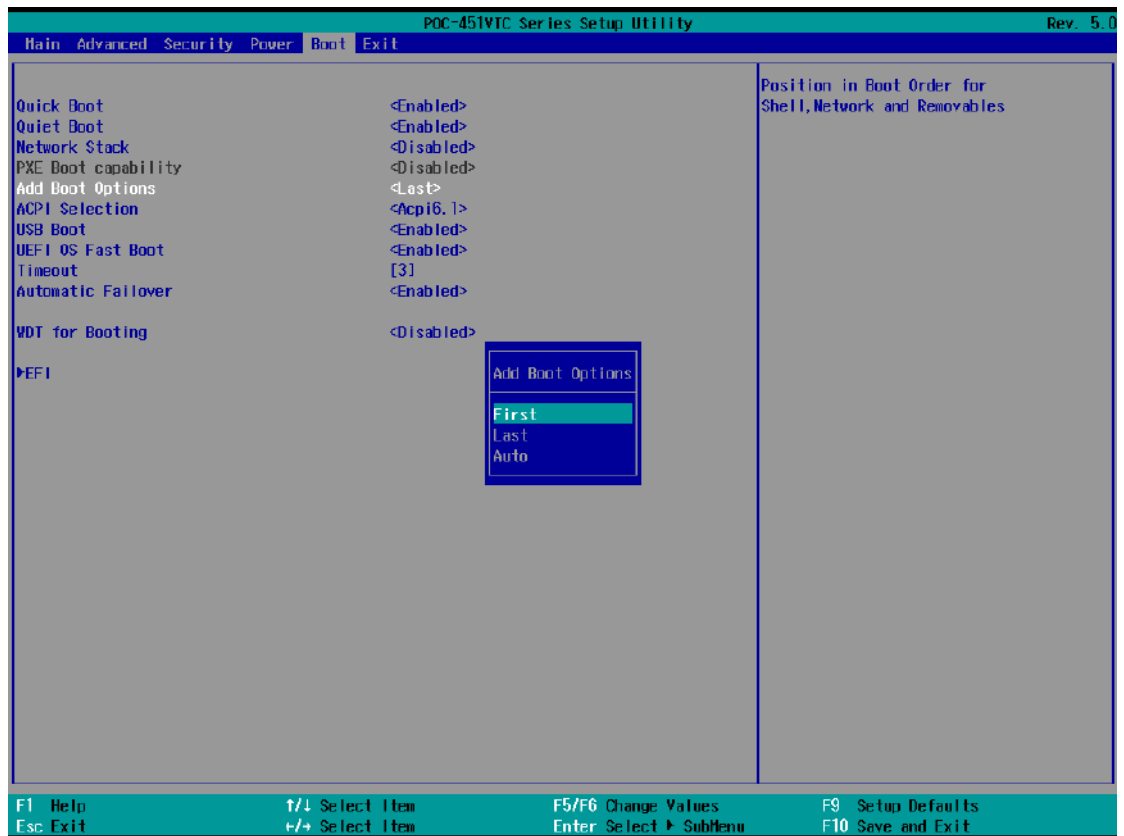 POC-451VTC Series Setup Utility Rev. 5.0
Main Advanced Security Power Boot Exit
Position in Boot Order for
Shell,Network and Removables
Quick Boot <Enabled>
Quiet Boot <Enabled>
Network Stack <Disabled>
PXE Boot capability <Disabled>
Add Boot Options <Last>
ACPI Selection <Acpi6.1>
USB Boot <Enabled>
UEFI OS Fast Boot <Enabled>
Timeout [3]
Automatic Failover <Enabled>
WDT for Booting <Disabled>
►EFI
Add Boot Options
First
Last
Auto
F1 Help ↑/↓ Select Item F5/F6 Change Values F9 Setup Defaults
Esc Exit ←/→ Select Item Enter Select ► SubMenu F10 Save and Exit